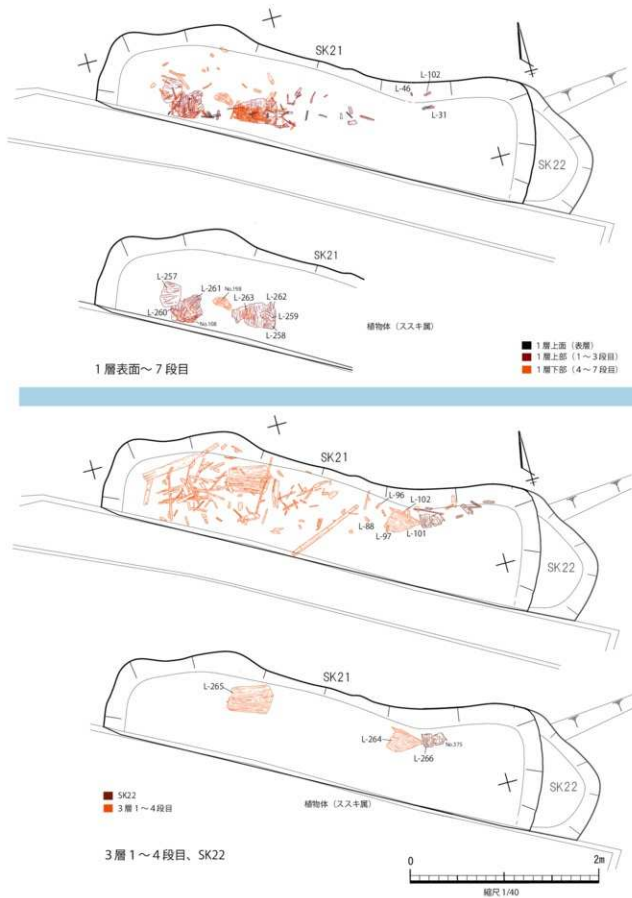 SK21
L-102
L-46
L-31
SK22
SK21
L-257
L-261
No.198
L-262
L-263
L-260
L-259
No.108
L-258
植物体（ススキ属）
1層上面（表層）
1層上部（1～3段目）
1層下部（4～7段目）
1層表面～7段目
SK21
L-96
L-102
L-88
L-97
L-101
SK22
SK21
L-265
L-264
No.375
L-266
SK22
SK22
3層1～4段目
植物体（ススキ属）
3層1～4段目、SK22
0
2m
縮尺 1/40